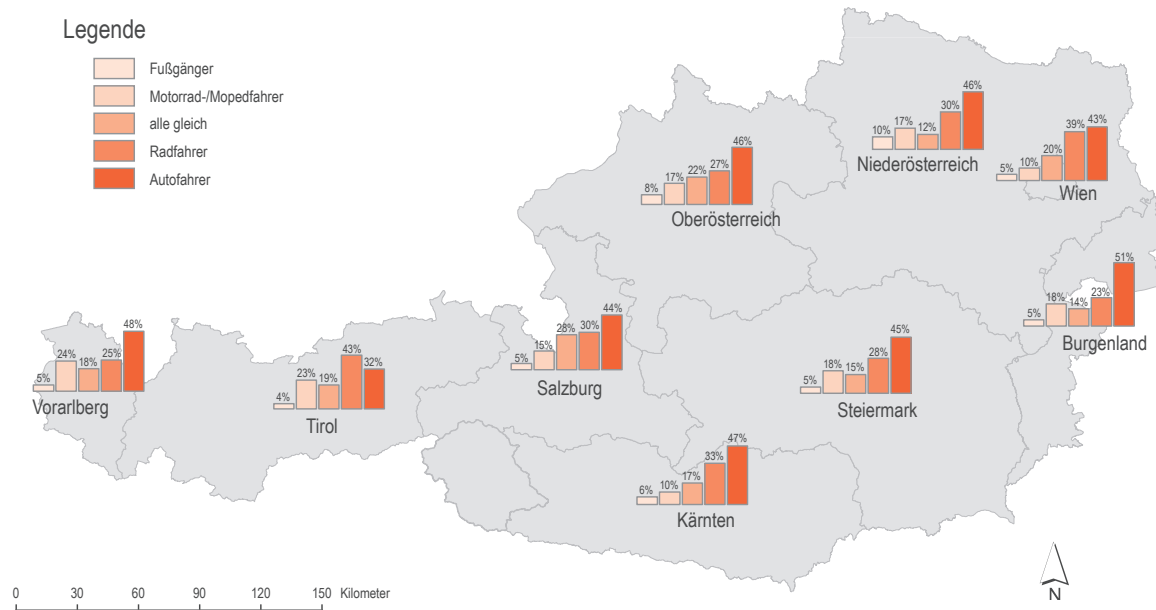 Legende
Fußgänger
Motorrad-/Mopedfahrer
alle gleich
Radfahrer
Autofahrer
10% 17% 12% 30% 46%
Niederösterreich
5% 10% 20% 39% 43%
Wien
8% 17% 22% 27% 46%
Oberösterreich
5% 18% 14% 23% 51%
Burgenland
5% 24% 18% 25% 48%
Vorarlberg
4% 23% 19% 43% 32%
Tirol
5% 15% 28% 30% 44%
Salzburg
5% 18% 15% 28% 45%
Steiermark
6% 10% 17% 33% 47%
Kärnten
0 30 60 90 120 150 Kilometer
N